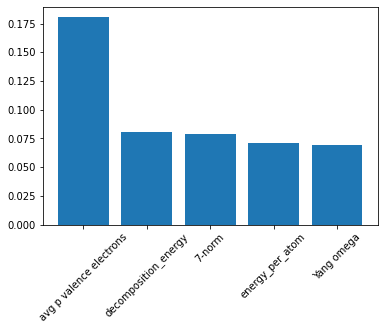 0.175
0.150
0.125
0.100
0.075
0.050
0.025
0.000
avg p valence electrons
decomposition_energy
7-norm
energy_per_atom
Yang omega